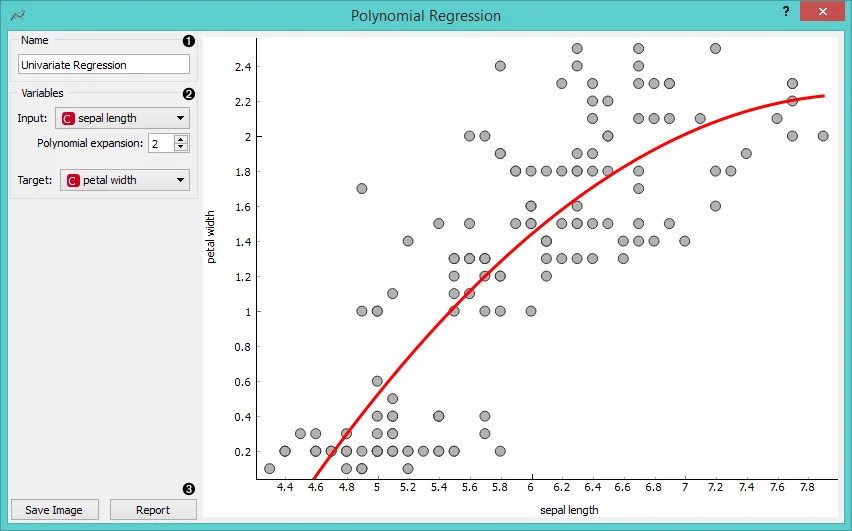 Polynomial Regression
?
Name
1
Univariate Regression
Variables
2
Input:
C sepal length
Polynomial expansion:
2
Target:
C petal width
3
Save Image
Report
petal width
2.4
2.2
2
1.8
1.6
1.4
1.2
1
0.8
0.6
0.4
0.2
4.4 4.6 4.8 5 5.2 5.4 5.6 5.8 6 6.2 6.4 6.6 6.8 7 7.2 7.4 7.6 7.8
sepal length